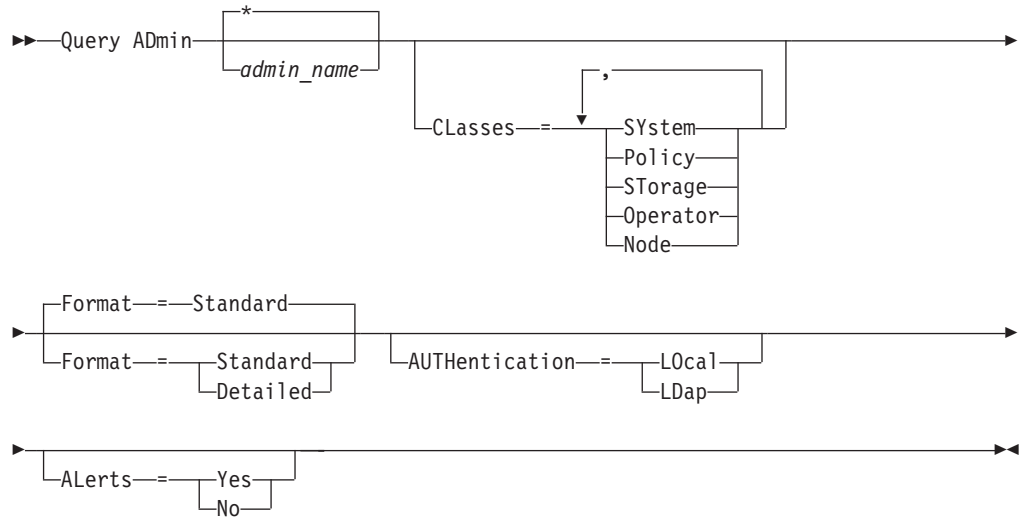 *
Query ADmin
admin_name
,
CLasses = SYstem
Policy
STorage
Operator
Node
Format = Standard
Format = Standard
Detailed
AUTHentication = LOcal
LDap
ALerts = Yes
No